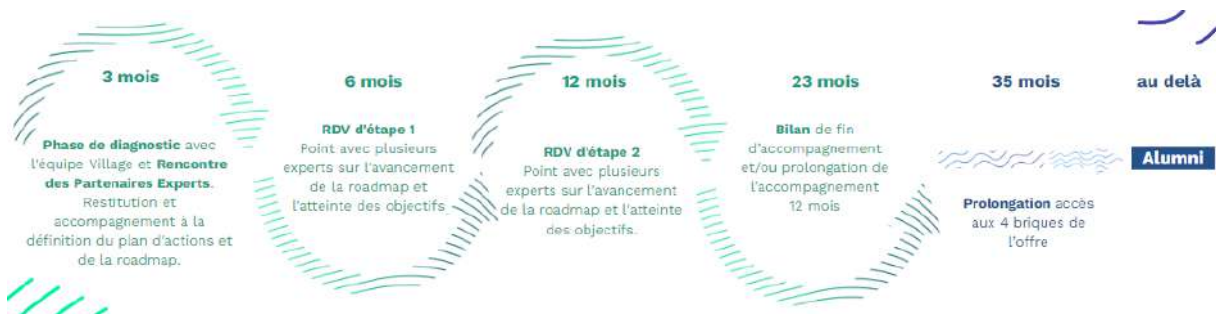 3 mois
Phase de diagnostic avec
l'équipe Village et Rencontre
des Partenaires Experts.
Restitution et
accompagnement à la
définition du plan d'actions et
de la roadmap.
6 mois
RDV d'étape 1
Point avec plusieurs
experts sur l'avancement
de la roadmap et
l'atteinte des objectifs.
12 mois
RDV d'étape 2
Point avec plusieurs
experts sur l'avancement
de la roadmap et l'atteinte
des objectifs.
23 mois
Bilan de fin
d'accompagnement
et/ou prolongation de
l'accompagnement
12 mois
35 mois
Prolongation accès
aux 4 briques de
l'offre
au delà
Alumni